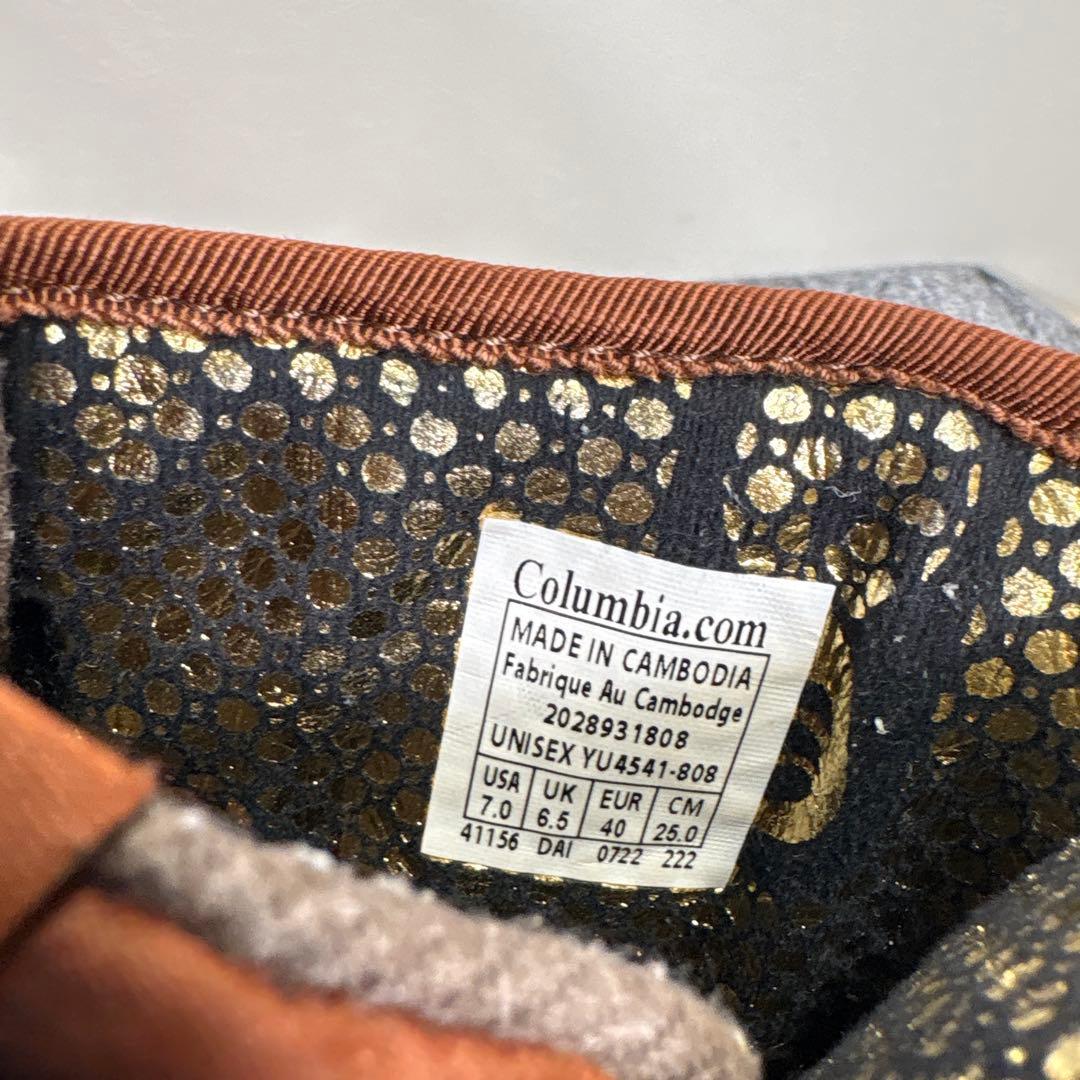 Columbia.com
MADE IN CAMBODIA
Fabrique Au Cambodge
2028931808
UNISEX YU4541-808
USA UK EUR CM
7.0 6.5 40 25.0
41156 DAI 0722 222